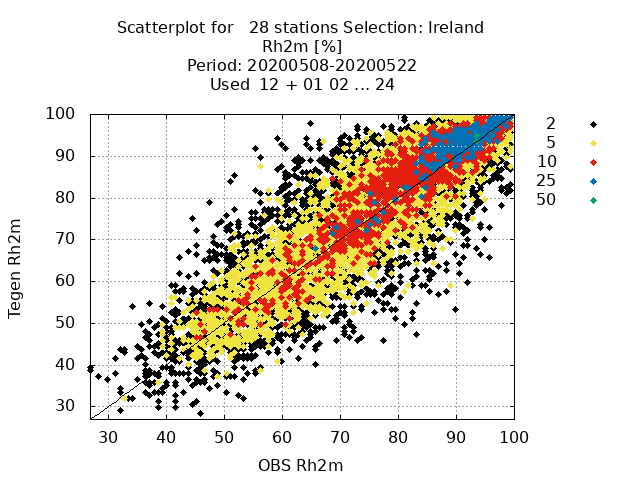 Scatterplot for   28 stations Selection: Ireland
Rh2m [%]
Period: 20200508-20200522
Used  12 + 01 02 ... 24
100
90
80
70
60
50
40
30
Tegen Rh2m
30 40 50 60 70 80 90 100
OBS Rh2m
2
5
10
25
50